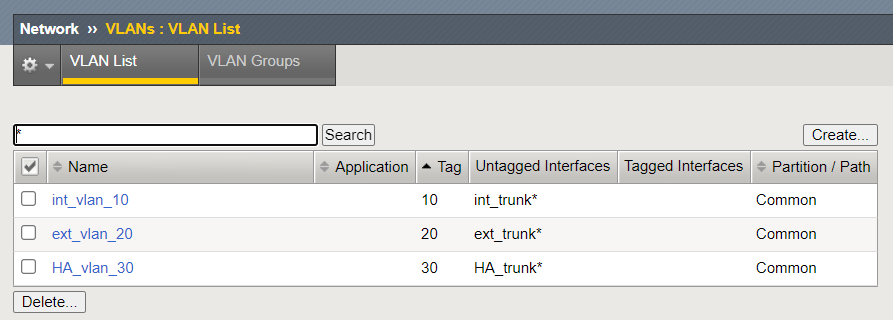 Network ›› VLANs : VLAN List
VLAN List VLAN Groups
* Search Create...
Name Application Tag Untagged Interfaces Tagged Interfaces Partition / Path
int_vlan_10 10 int_trunk* Common
ext_vlan_20 20 ext_trunk* Common
HA_vlan_30 30 HA_trunk* Common
Delete...